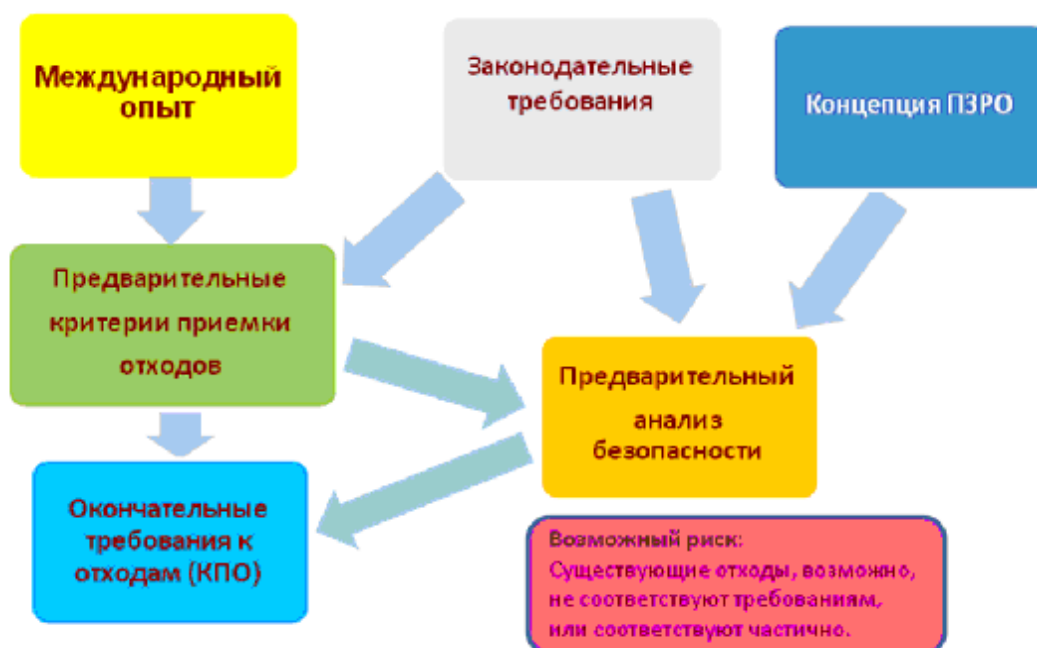 Международный
опыт
Законодательные
требования
Концепция ПЗРО
Предварительные
критерии приемки
отходов
Предварительный
анализ
безопасности
Окончательные
требования к
отходам (КПО)
Возможный риск:
Существующие отходы, возможно,
не соответствуют требованиям,
или соответствуют частично.